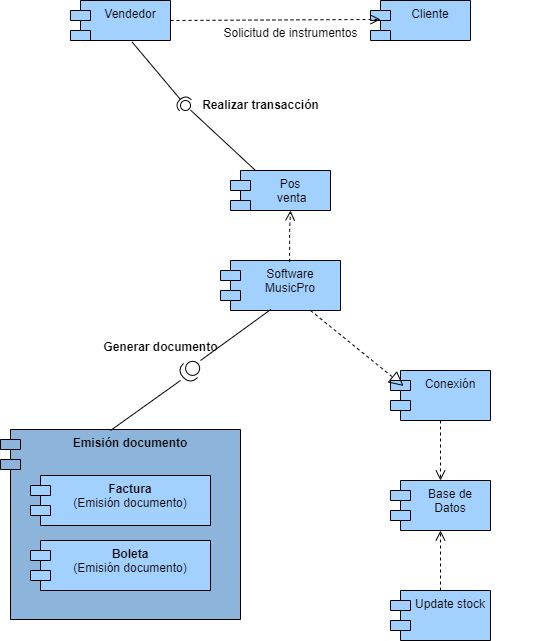 Vendedor
Cliente
Solicitud de instrumentos
Realizar transacción
Pos
venta
Software
MusicPro
Generar documento
Conexión
Emisión documento
Factura
(Emisión documento)
Boleta
(Emisión documento)
Base de
Datos
Update stock